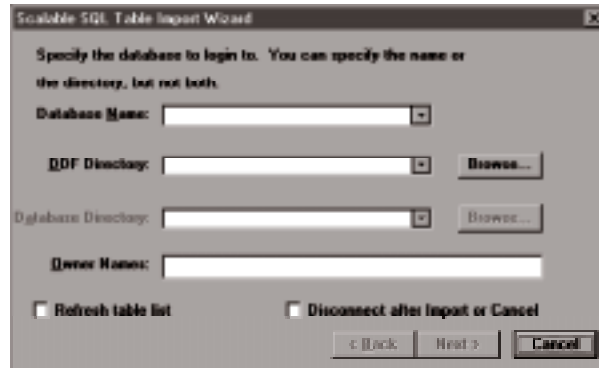 Scalable SQL Table Import Wizard
Specify the database to login to. You can specify the name or
the directory, but not both.
Database Name:
DDF Directory:
Browse...
Database Directory:
Browse...
Owner Names:
Refresh table list
Disconnect after Import or Cancel
< Back
Next >
Cancel